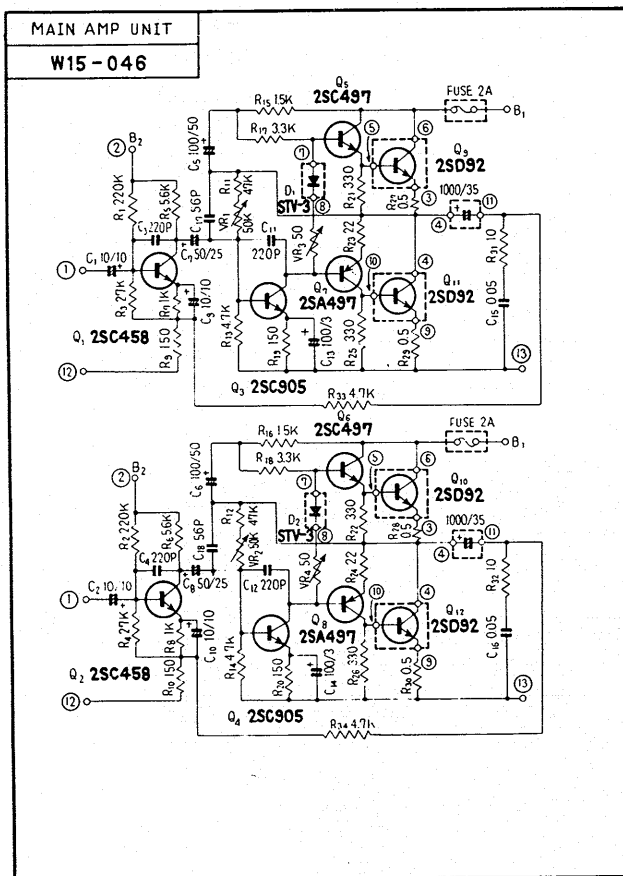 MAIN AMP UNIT
W15-046
Q5
2SC497
R15 1.5K
R17 3.3K
FUSE 2A
B1
5
6
Q9
2SD92
2
B2
C5 100/50
7
D1
STV-3
8
R11
47K
VR1
50K
R21 330
R27
0.5
3
1000/35
+
4
11
R1 220K
R5 56K
C17 56P
C3 220P
C7 50/25
C11
220P
VR3 50
R23 22
R31 10
1
C1 10/10
R3 27K
R7 1K
C9 10/10
10
4
Q11
2SD92
Q7
2SA497
R13 4.7K
R19 150
C13 100/3
R25 330
R29 0.5
9
C15 0.05
Q1 2SC458
R9 150
12
13
Q3 2SC905
R33 4.7K
Q6
2SC497
R16 1.5K
R18 3.3K
FUSE 2A
B1
5
6
Q10
2SD92
2
B2
C6 100/50
7
D2
STV-3
8
R12
47K
VR2 50K
R22 330
R28
0.5
3
1000/35
+
4
11
R2 220K
R6 56K
C18 56P
C4 220P
C8 50/25
C12 220P
VR4 50
R24 22
R32 10
1
C2 10/10
R4 27K
R8 1K
C10 10/10
10
4
Q12
2SD92
Q8
2SA497
R14 4.7K
R20 150
C14 100/3
R26 330
R30 0.5
9
C16 0.05
Q2 2SC458
R10 150
12
13
Q4 2SC905
R34 4.7K